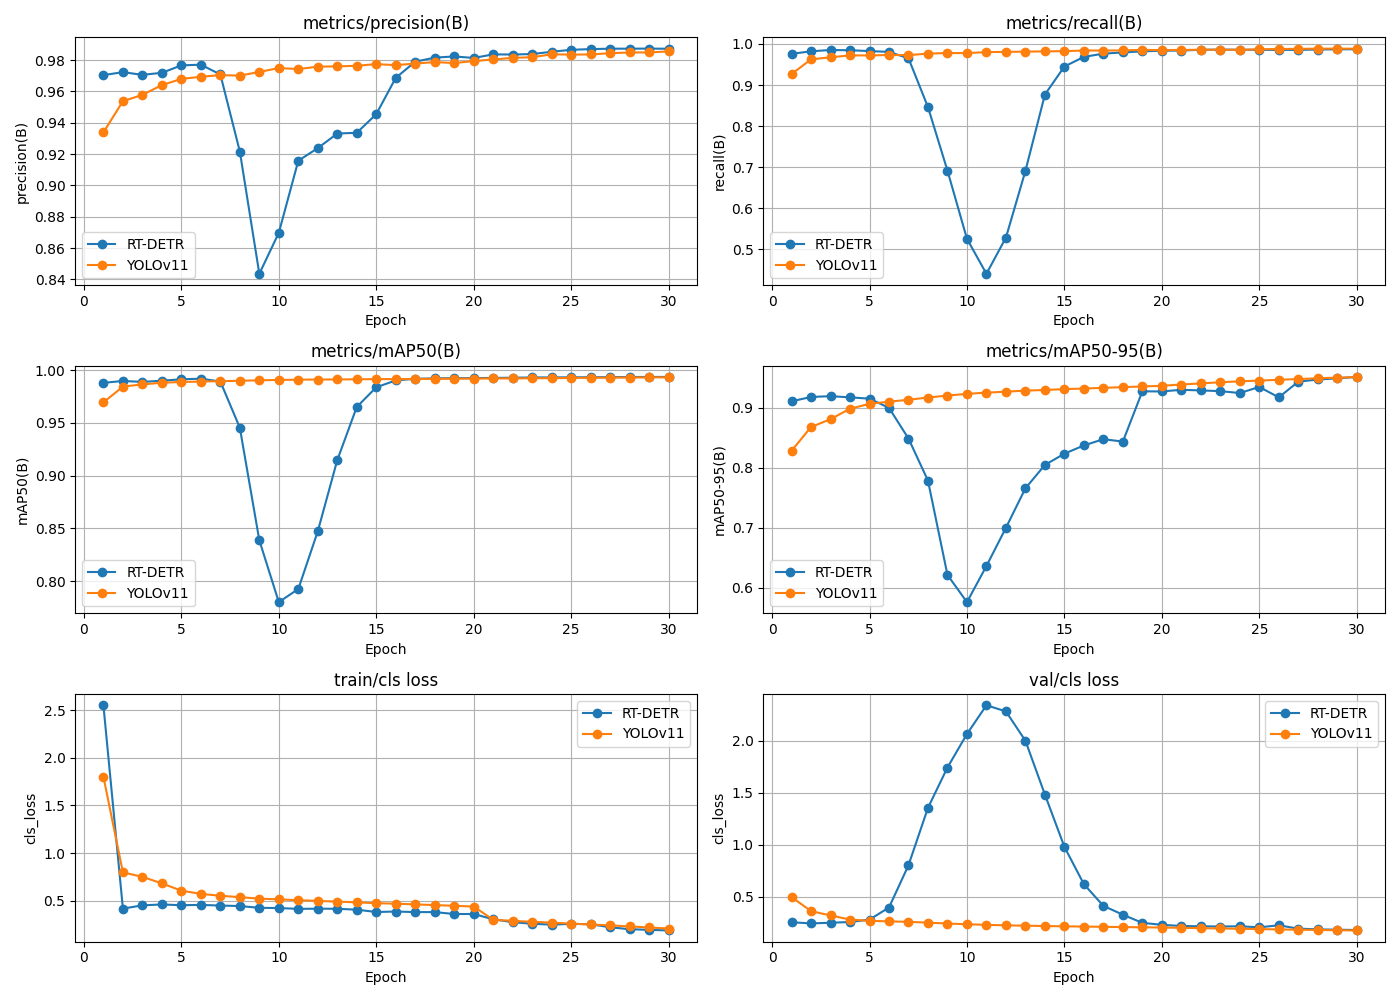 metrics/precision(B)
precision(B)
0.98
0.96
0.94
0.92
0.90
0.88
0.86
0.84
RT-DETR
YOLOv11
0 5 10 15 20 25 30
Epoch
metrics/recall(B)
recall(B)
1.0
0.9
0.8
0.7
0.6
0.5
RT-DETR
YOLOv11
0 5 10 15 20 25 30
Epoch
metrics/mAP50(B)
mAP50(B)
1.00
0.95
0.90
0.85
0.80
RT-DETR
YOLOv11
0 5 10 15 20 25 30
Epoch
metrics/mAP50-95(B)
mAP50-95(B)
0.9
0.8
0.7
0.6
RT-DETR
YOLOv11
0 5 10 15 20 25 30
Epoch
train/cls loss
cls_loss
2.5
2.0
1.5
1.0
0.5
RT-DETR
YOLOv11
0 5 10 15 20 25 30
Epoch
val/cls loss
cls_loss
2.0
1.5
1.0
0.5
RT-DETR
YOLOv11
0 5 10 15 20 25 30
Epoch